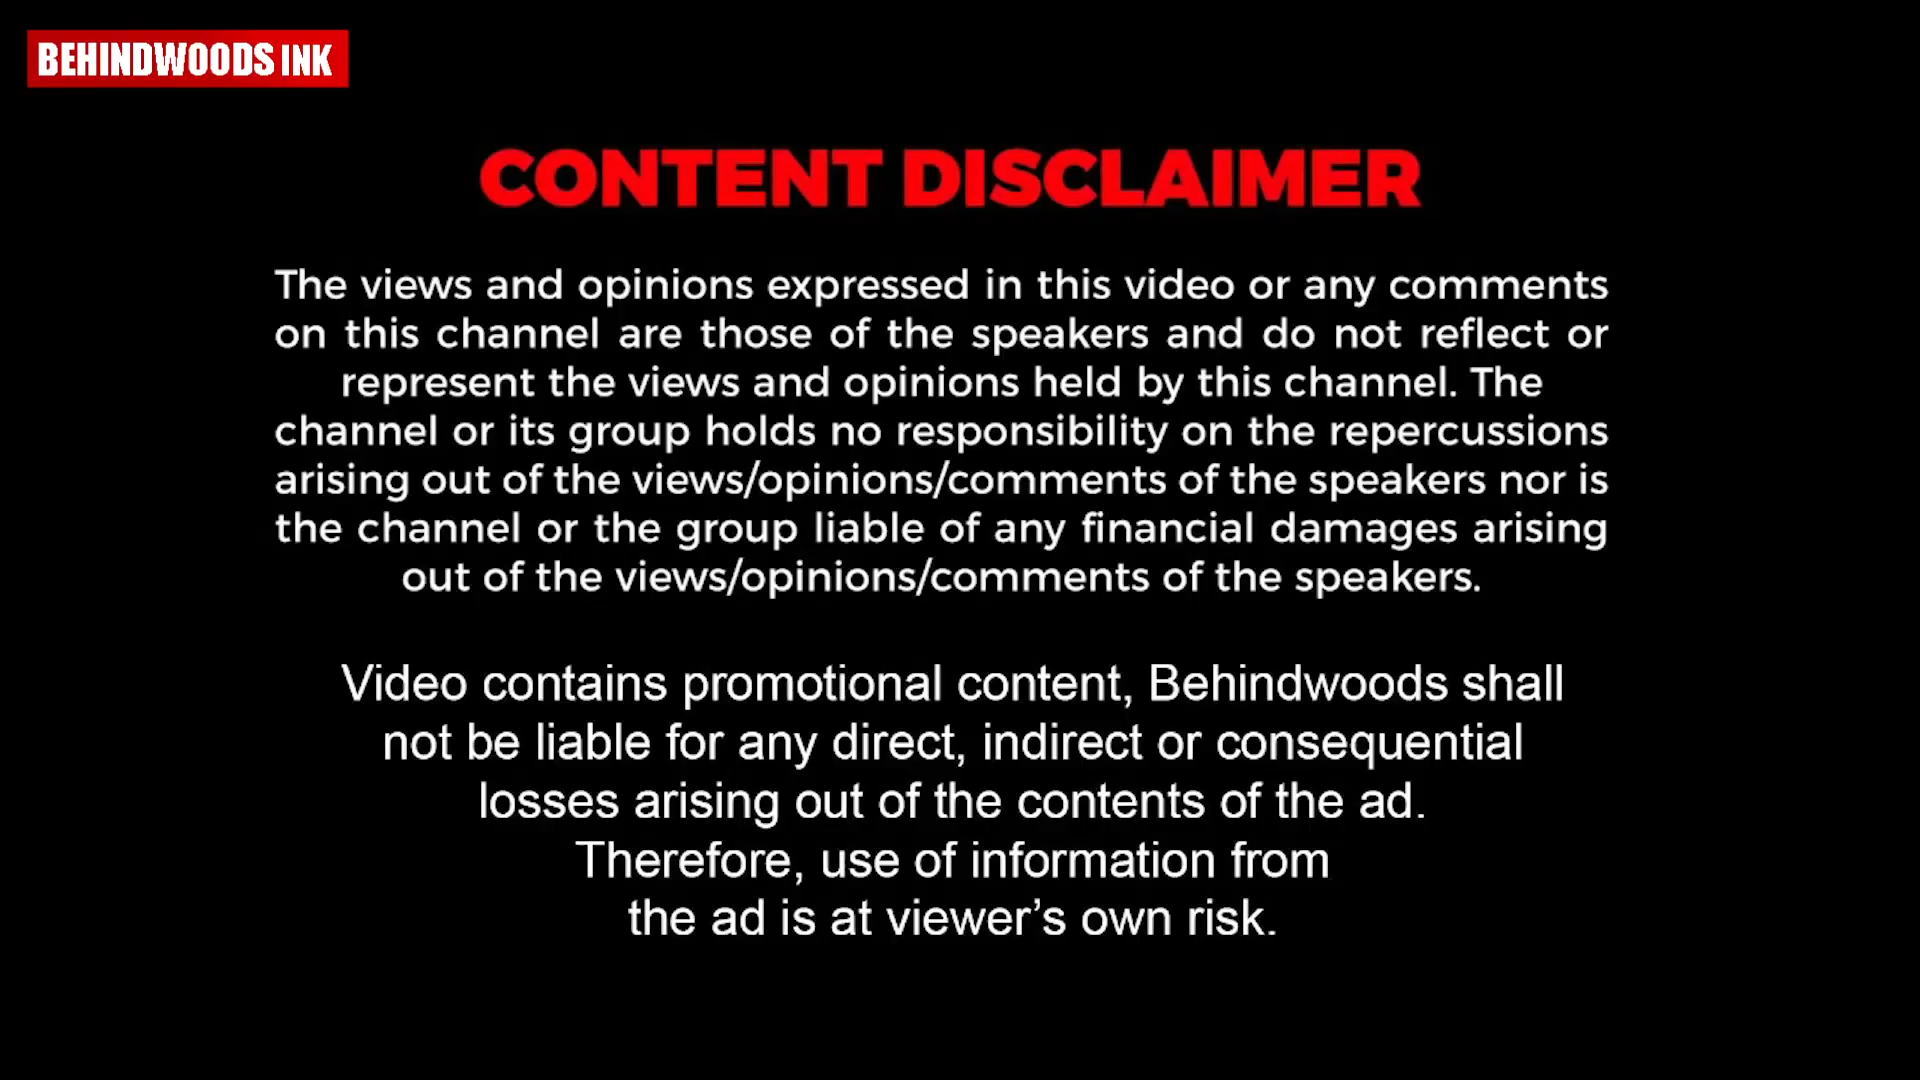 BEHINDWOODS INK
CONTENT DISCLAIMER
The views and opinions expressed in this video or any comments
on this channel are those of the speakers and do not reflect or
represent the views and opinions held by this channel. The
channel or its group holds no responsibility on the repercussions
arising out of the views/opinions/comments of the speakers nor is
the channel or the group liable of any financial damages arising
out of the views/opinions/comments of the speakers.
Video contains promotional content, Behindwoods shall
not be liable for any direct, indirect or consequential
losses arising out of the contents of the ad.
Therefore, use of information from
the ad is at viewer’s own risk.